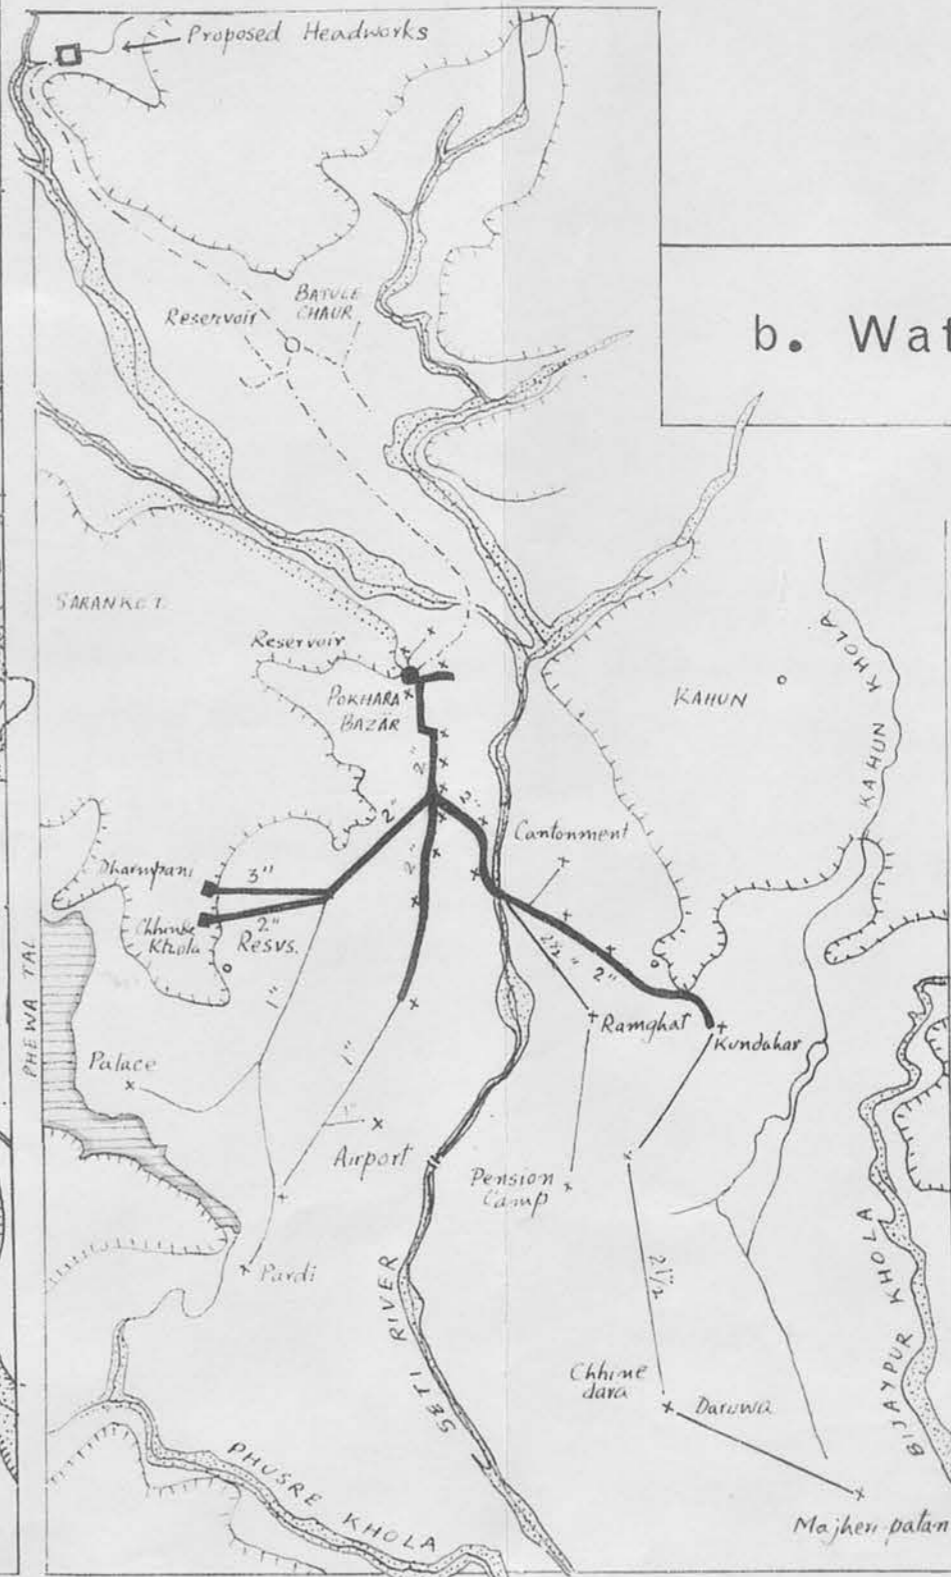 Proposed Headworks
Reservoir
BATULE
CHAUR
b. Wat
SARANKOT
Reservoir
POKHARA
BAZĀR
KAHUN
KAHUN KHOLA
2"
2"
2"
2"
Cantonment
Dharmpani
3"
Chhinke
Khola
2"
Resvs.
2½"
2"
1"
PHEWA TAL
Ramghat
Kundahar
Palace
1"
1"
Airport
Pension
Camp
Pardi
2½"
SETI RIVER
BIJAYPUR KHOLA
Chhine
dara
Daruwa
PHUSRE KHOLA
Majheri patan